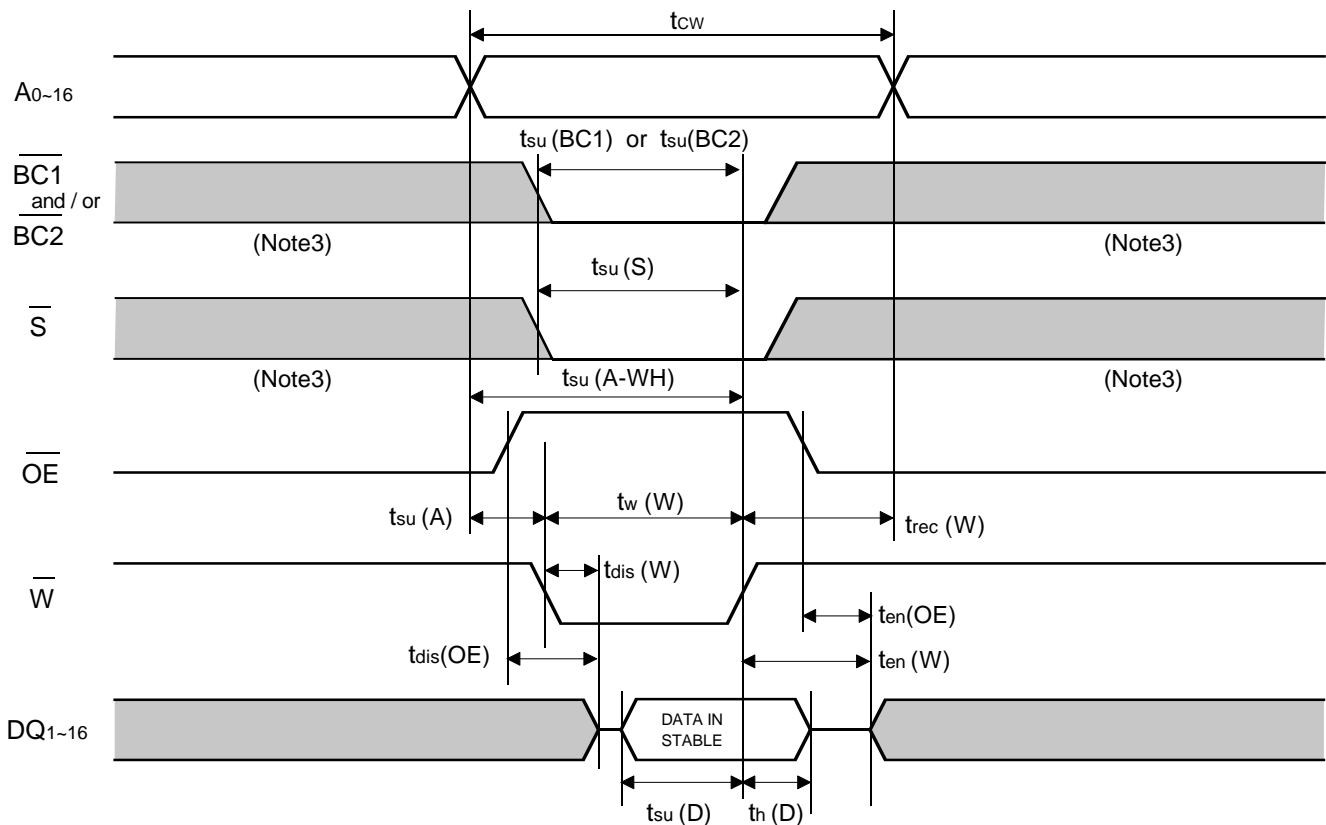 tCW
A0~16
tsu (BC1) or tsu(BC2)
BC1
and / or
BC2
(Note3)
(Note3)
tsu (S)
S
(Note3)
(Note3)
tsu (A-WH)
OE
tsu (A)
tw (W)
trec (W)
W
tdis (W)
ten(OE)
tdis(OE)
ten (W)
DQ1~16
DATA IN
STABLE
tsu (D)
th (D)